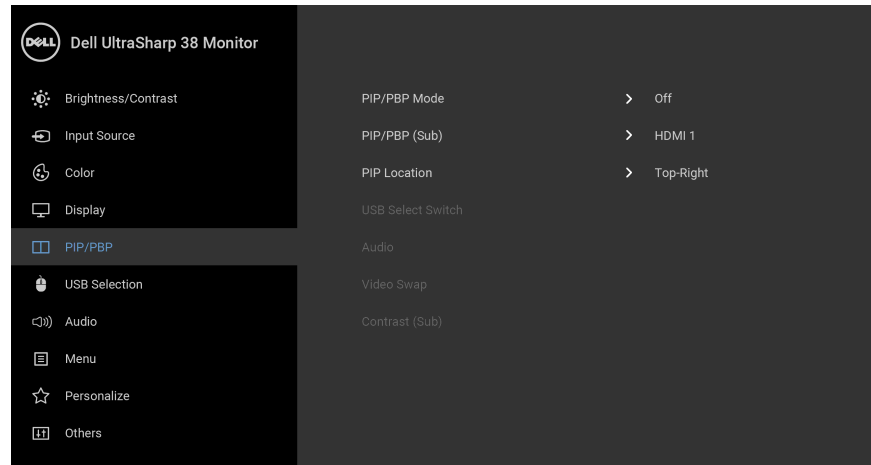 DELL Dell UltraSharp 38 Monitor
Brightness/Contrast PIP/PBP Mode Off
Input Source PIP/PBP (Sub) HDMI 1
Color PIP Location Top-Right
Display USB Select Switch
PIP/PBP Audio
USB Selection Video Swap
Audio Contrast (Sub)
Menu
Personalize
Others